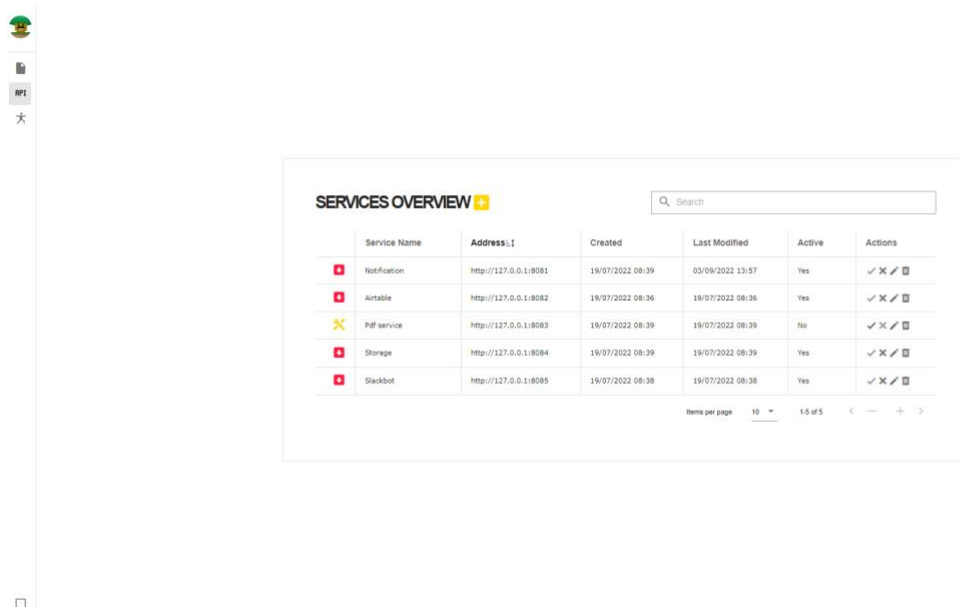 API
SERVICES OVERVIEW
Search
Service Name Address Created Last Modified Active Actions
Notification http://127.0.0.1:8081 19/07/2022 08:39 03/09/2022 13:57 Yes
Airtable http://127.0.0.1:8082 19/07/2022 08:36 19/07/2022 08:36 Yes
Pdf service http://127.0.0.1:8083 19/07/2022 08:39 19/07/2022 08:39 No
Storage http://127.0.0.1:8084 19/07/2022 08:39 19/07/2022 08:39 Yes
Slackbot http://127.0.0.1:8085 19/07/2022 08:38 19/07/2022 08:38 Yes
Items per page 10 1-5 of 5